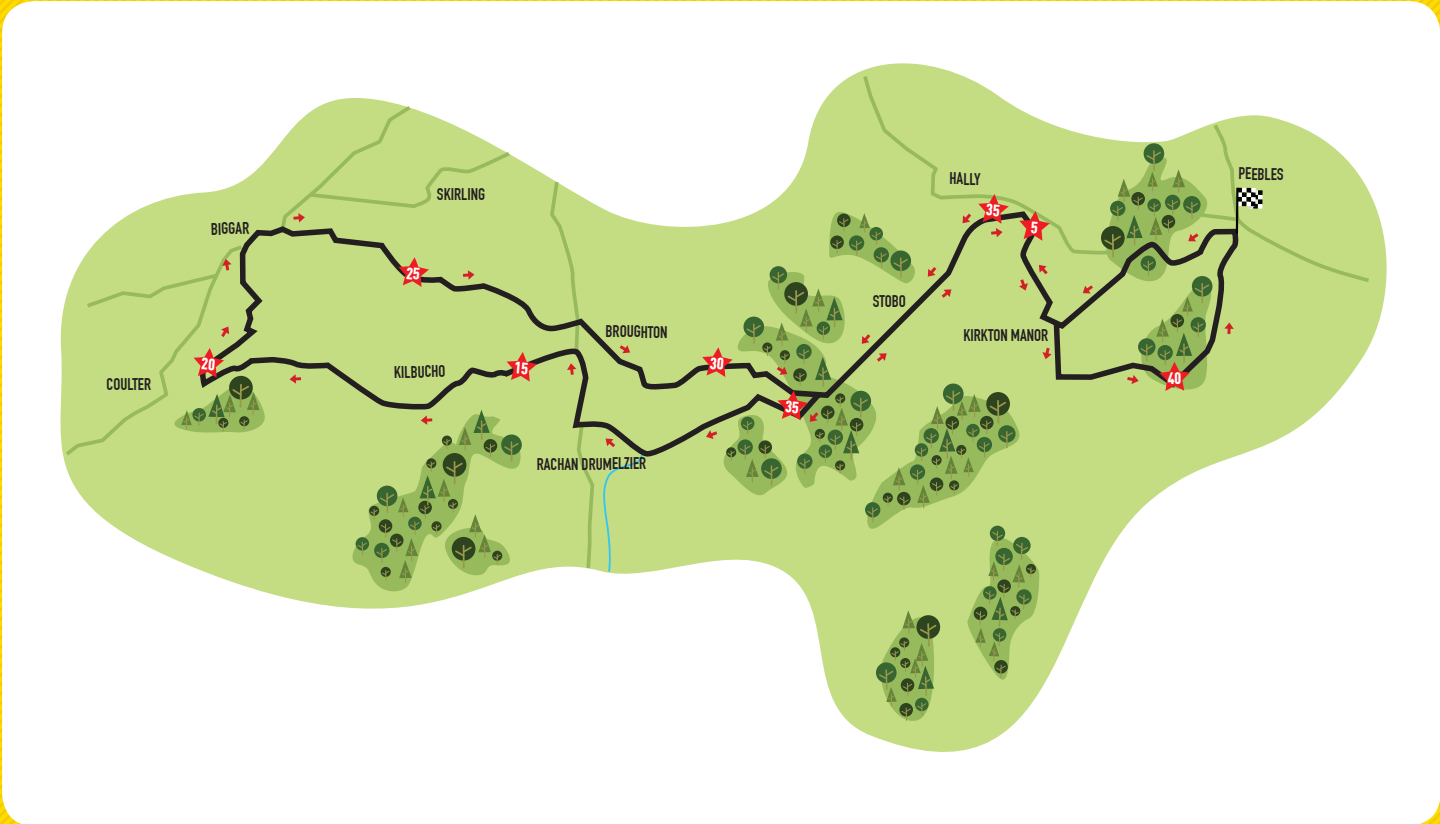 PEEBLES
HALLY
SKIRLING
35
5
BIGGAR
25
STOBO
BROUGHTON
KIRKTON MANOR
20
15
30
KILBUCHO
40
COULTER
35
RACHAN DRUMELZIER